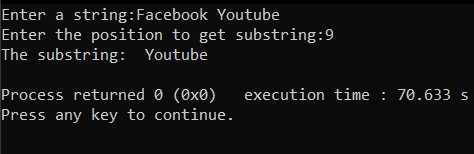 Enter a string:Facebook Youtube
Enter the position to get substring:9
The substring:  Youtube
Process returned 0 (0x0)   execution time : 70.633 s
Press any key to continue.